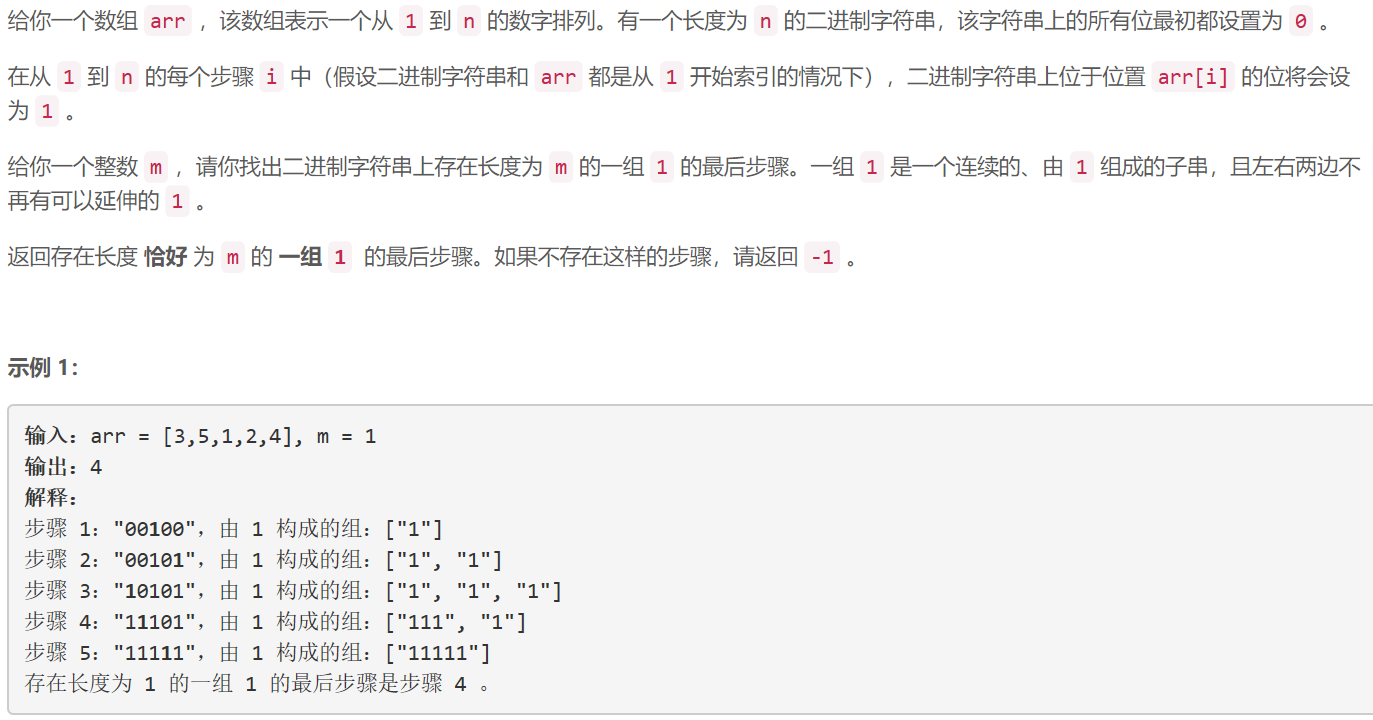 给你一个数组 arr ，该数组表示一个从 1 到 n 的数字排列。有一个长度为 n 的二进制字符串，该字符串上的所有位最初都设置为 0 。
在从 1 到 n 的每个步骤 i 中（假设二进制字符串和 arr 都是从 1 开始索引的情况下），二进制字符串上位于位置 arr[i] 的位将会设
为 1 。
给你一个整数 m ，请你找出二进制字符串上存在长度为 m 的一组 1 的最后步骤。一组 1 是一个连续的、由 1 组成的子串，且左右两边不
再有可以延伸的 1 。
返回存在长度 恰好 为 m 的 一组 1 的最后步骤。如果不存在这样的步骤，请返回 -1 。
示例 1：
输入：arr = [3,5,1,2,4], m = 1
输出：4
解释：
步骤 1："00100"，由 1 构成的组：["1"]
步骤 2："00101"，由 1 构成的组：["1", "1"]
步骤 3："10101"，由 1 构成的组：["1", "1", "1"]
步骤 4："11101"，由 1 构成的组：["111", "1"]
步骤 5："11111"，由 1 构成的组：["11111"]
存在长度为 1 的一组 1 的最后步骤是步骤 4 。